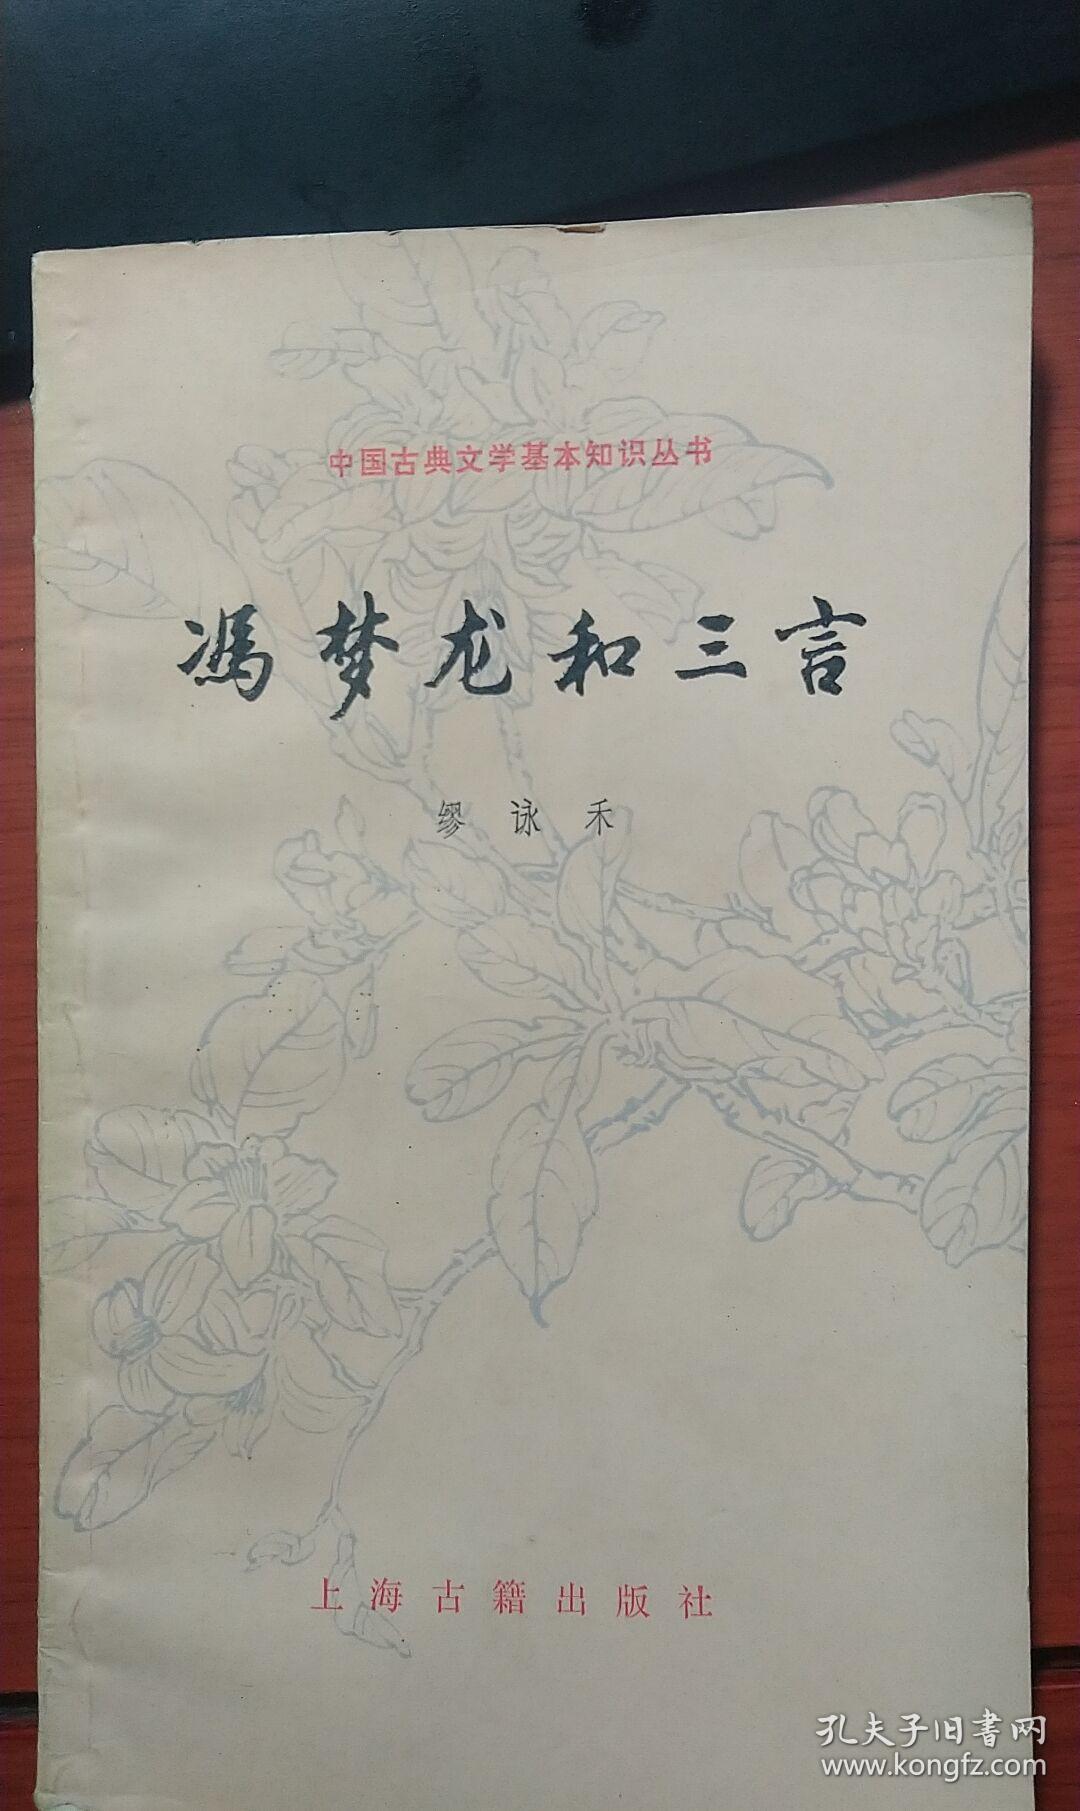 中国古典文学基本知识丛书
冯梦龙和三言
缪咏禾
上海古籍出版社
孔夫子旧书网
www.kongfz.com